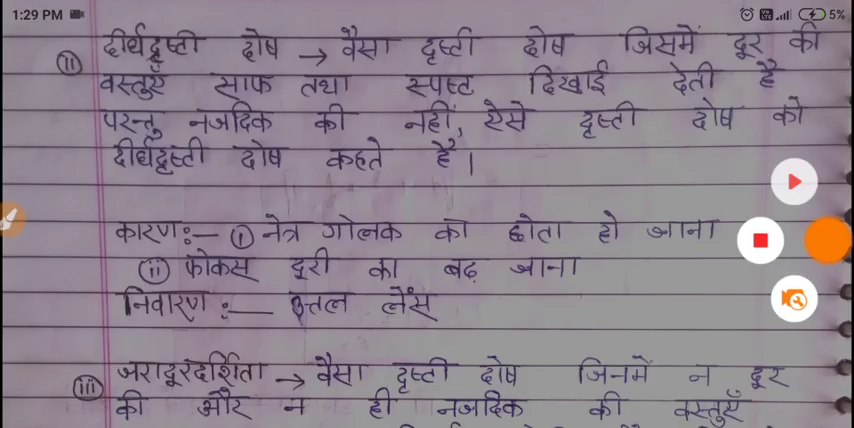 1:29 PM 5%
(ii) दीर्घदृष्टी दोष → वैसा दृष्टी दोष जिसमें दूर की
वस्तुएँ साफ तथा स्पष्ट दिखाई देती है
परन्तु नजदिक की नहीं, ऐसे दृष्टी दोष को
दीर्घदृष्टी दोष कहते है।
कारण :— (i) नेत्र गोलक का छोटा हो जाना
(ii) फोकस दूरी का बढ़ जाना
निवारण :— उत्तल लेंस
(iii) जरादूरदर्शिता → वैसा दृष्टी दोष जिनमें न दूर
की और न ही नजदिक की वस्तुएँ